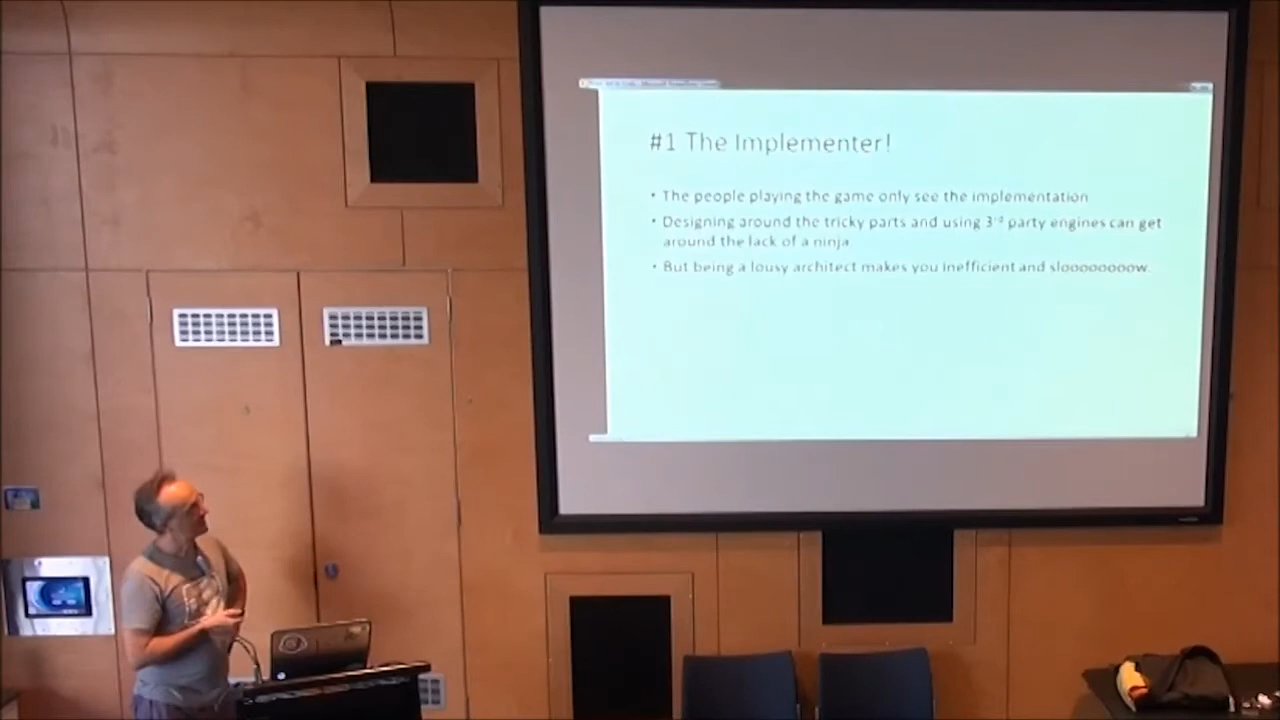 #1 The Implementer!
• The people playing the game only see the implementation
• Designing around the tricky parts and using 3rd party engines can get
around the lack of a ninja.
• But being a lousy architect makes you inefficient and slooooooow.